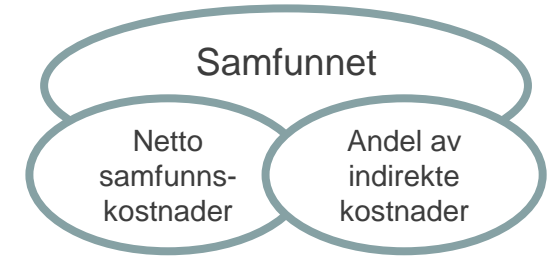 Samfunnet
Netto
samfunns-
kostnader
Andel av
indirekte
kostnader